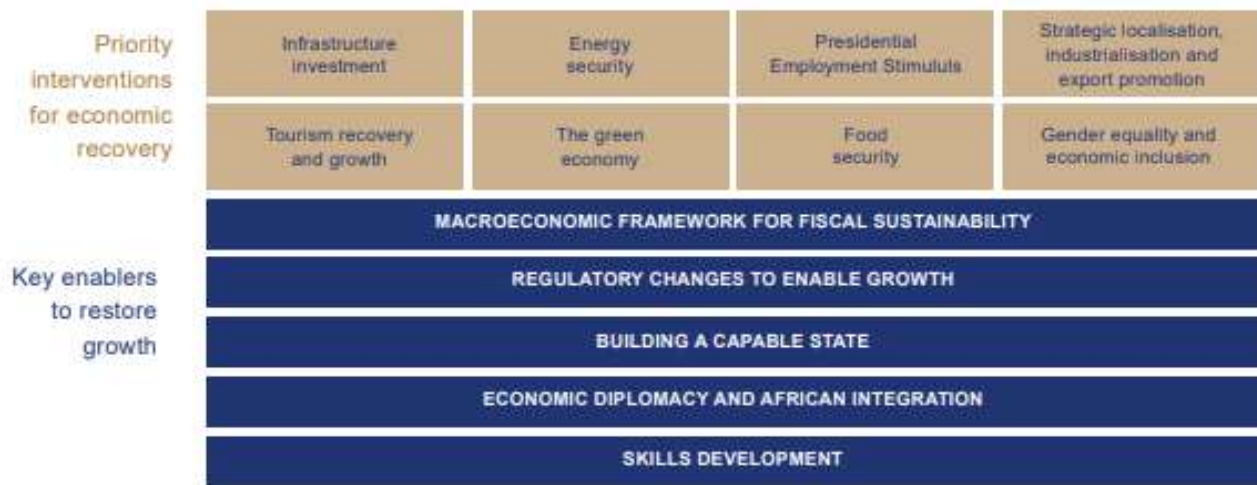 Priority
interventions
for economic
recovery
Infrastructure
investment
Energy
security
Presidential
Employment Stimululs
Strategic localisation,
industrialisation and
export promotion
Tourism recovery
and growth
The green
economy
Food
security
Gender equality and
economic inclusion
Key enablers
to restore
growth
MACROECONOMIC FRAMEWORK FOR FISCAL SUSTAINABILITY
REGULATORY CHANGES TO ENABLE GROWTH
BUILDING A CAPABLE STATE
ECONOMIC DIPLOMACY AND AFRICAN INTEGRATION
SKILLS DEVELOPMENT